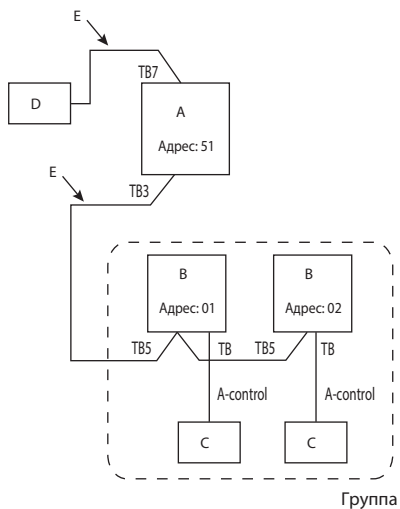 E
TB7
D
A
Адрес: 51
E
TB3
B
B
Адрес: 01
Адрес: 02
TB5
TB
TB5
TB
A-control
A-control
C
C
Группа